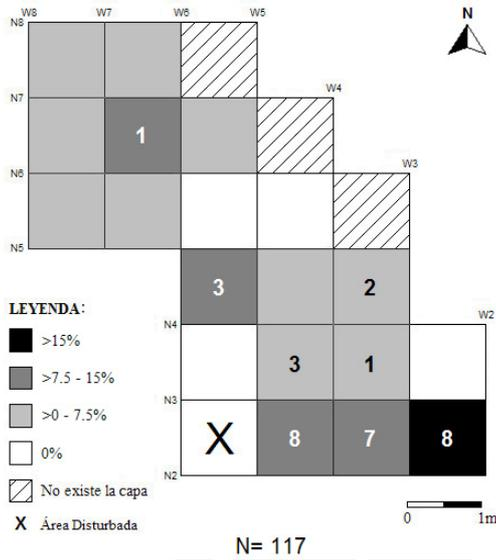 W8 W7 W6 W5
N8
N
N7
W4
1
W3
N6
N5
3 2
LEYENDA:
N4
W2
>15%
>7.5 - 15%
3 1
>0 - 7.5%
N3
0%
X 8 7 8
No existe la capa
N2
X Área Disturbada
0 1m
N= 117